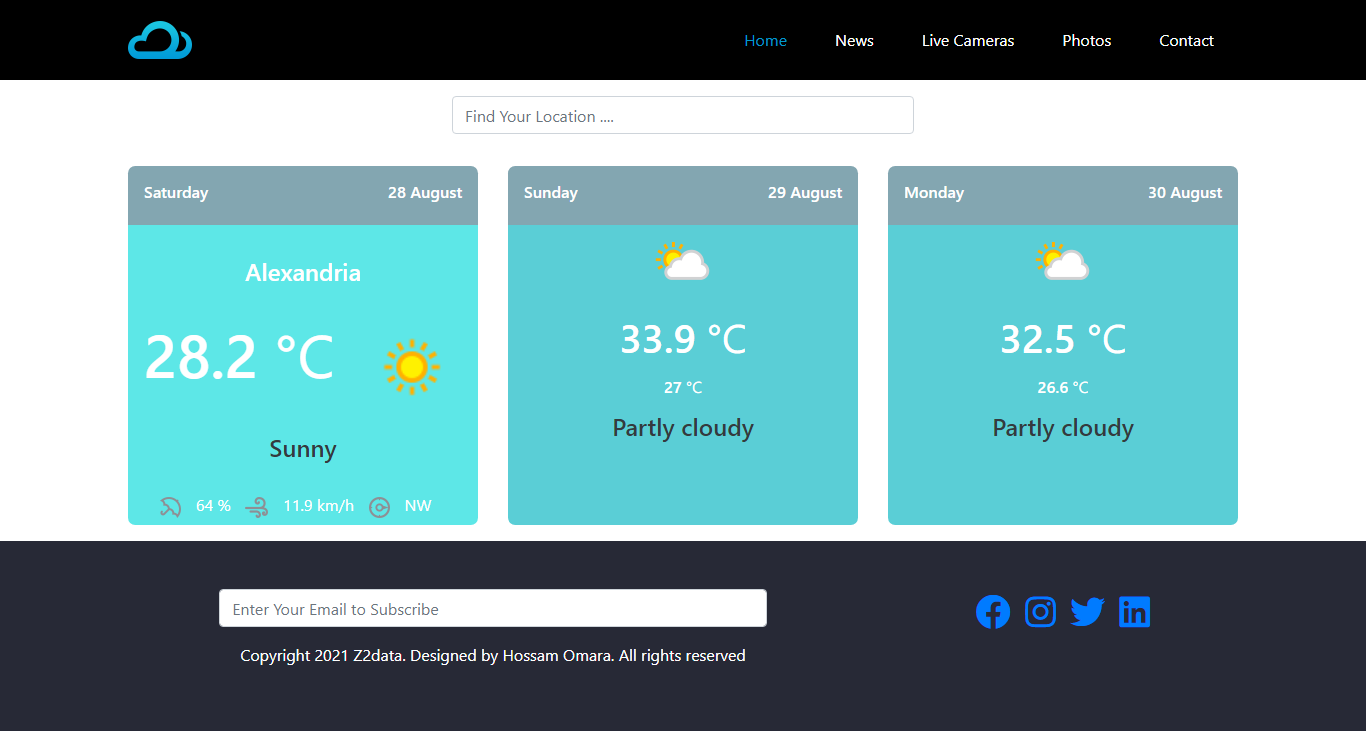 Home News Live Cameras Photos Contact
Find Your Location ....
Saturday 28 August
Alexandria
28.2 °C
Sunny
64 % 11.9 km/h NW
Sunday 29 August
33.9 °C
27 °C
Partly cloudy
Monday 30 August
32.5 °C
26.6 °C
Partly cloudy
Enter Your Email to Subscribe
Copyright 2021 Z2data. Designed by Hossam Omara. All rights reserved